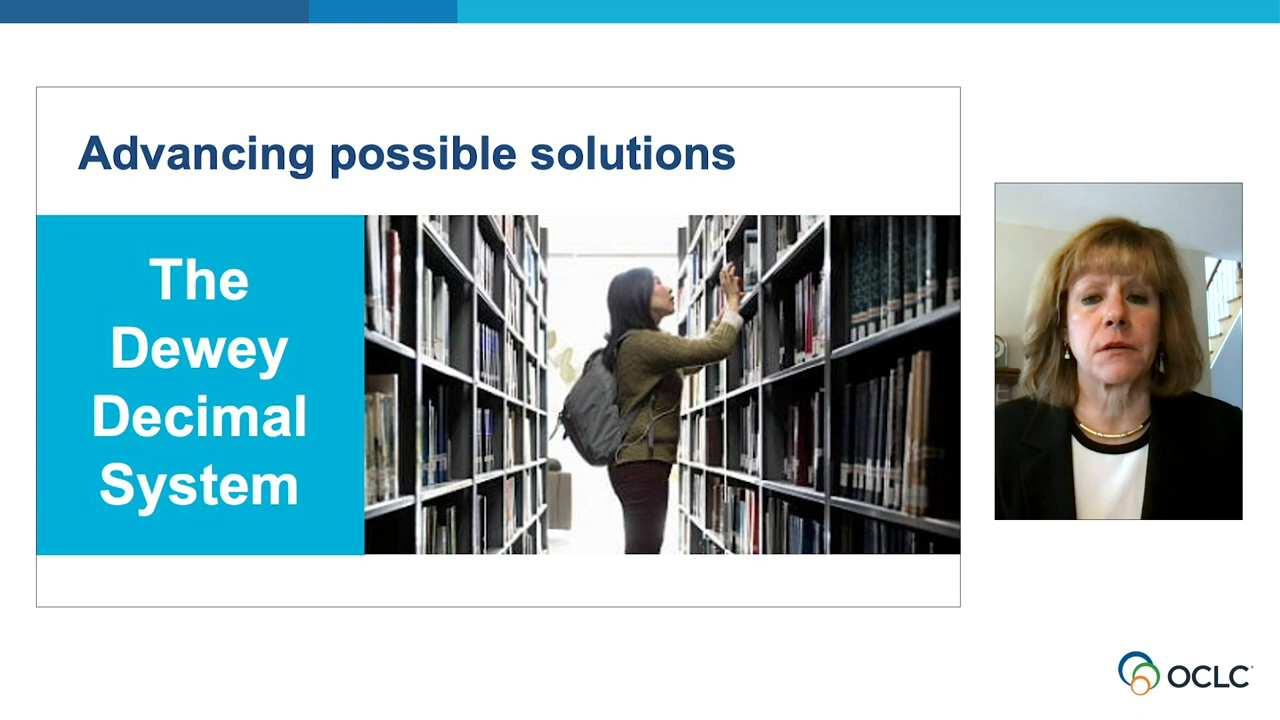 Advancing possible solutions
The
Dewey
Decimal
System
OCLC